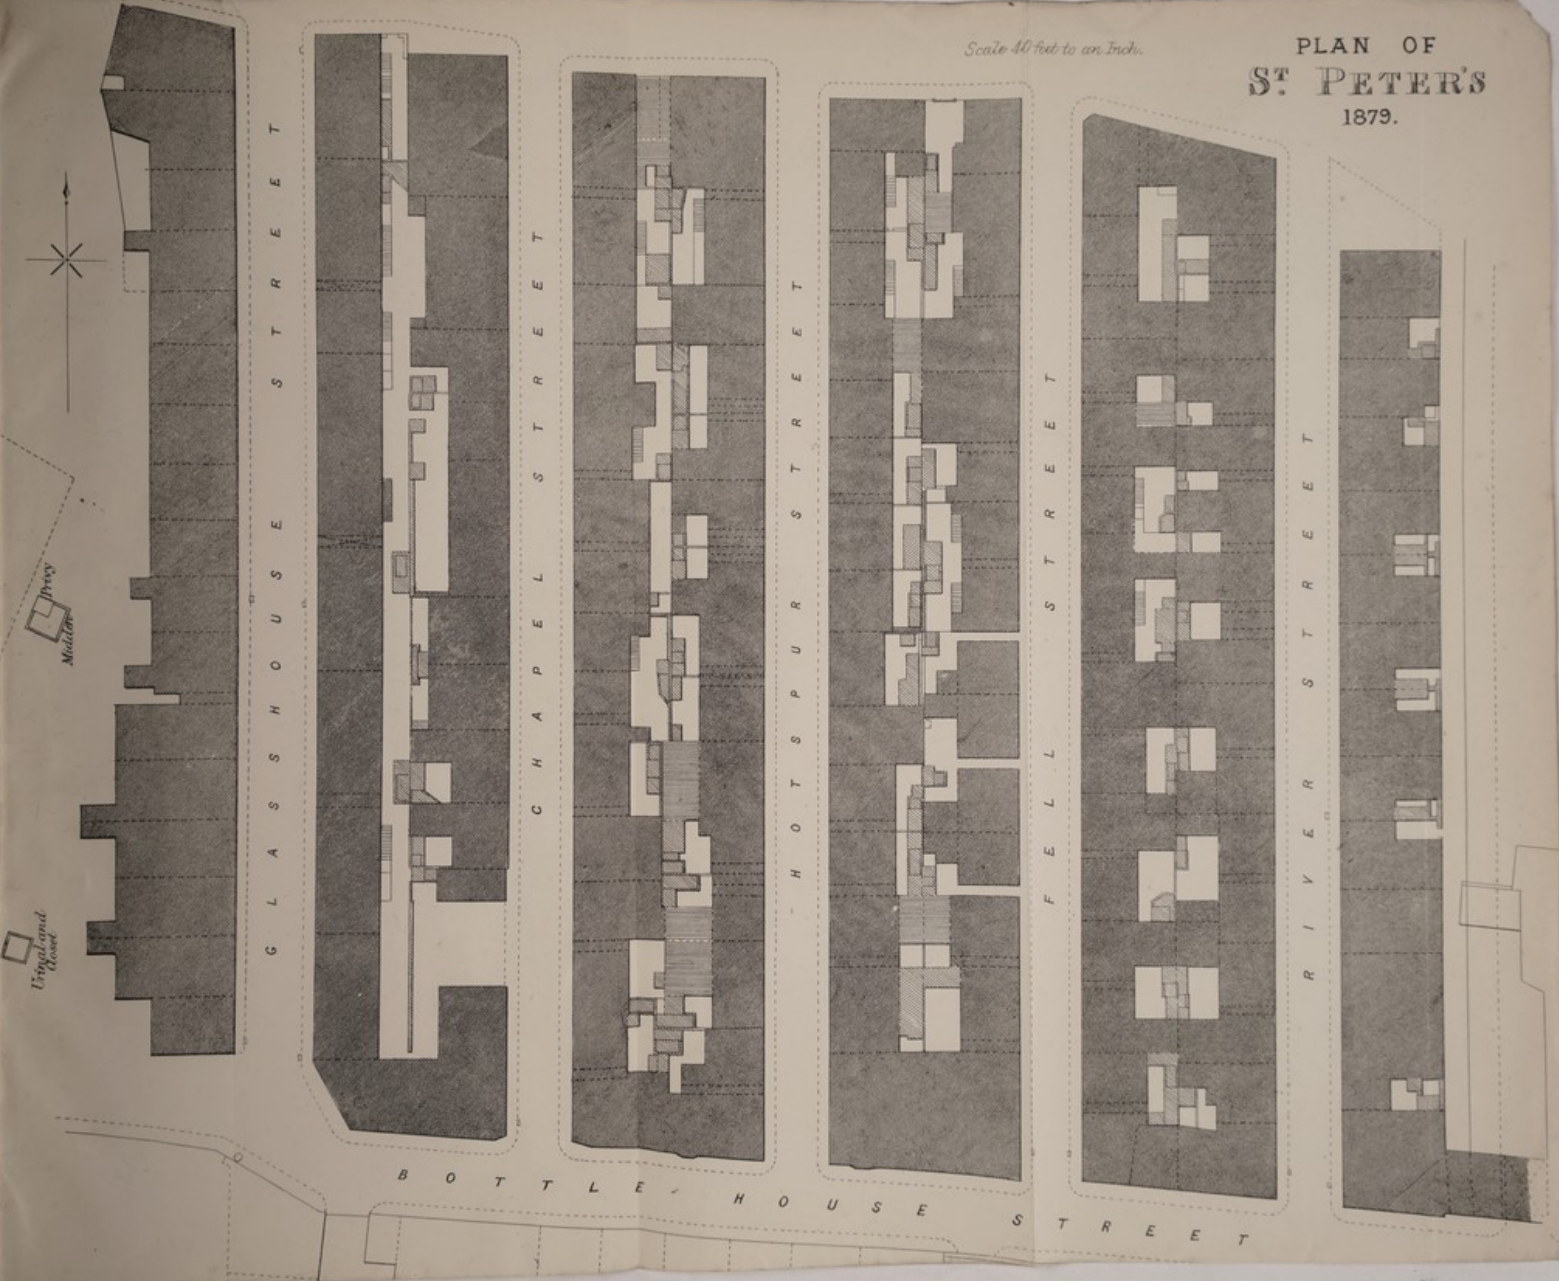 Scale 40 feet to an Inch.
PLAN OF
ST. PETER'S
1879.
GLASSHOUSE STREET
CHAPEL STREET
HOTSPUR STREET
FELL STREET
RIVER STREET
Privy
Midden
Urinal and
Closet
BOTTLE-HOUSE STREET